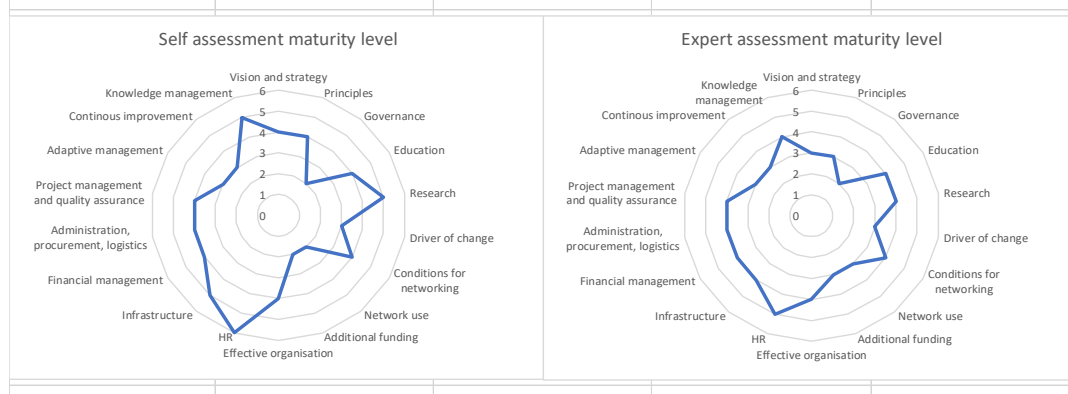 Self assessment maturity level
Vision and strategy
Principles
Governance
Education
Research
Driver of change
Conditions for
networking
Network use
Additional funding
Effective organisation
HR
Infrastructure
Financial management
Administration,
procurement, logistics
Project management
and quality assurance
Adaptive management
Continous improvement
Knowledge management
6
5
4
3
2
1
0
Expert assessment maturity level
Vision and strategy
Principles
Governance
Education
Research
Driver of change
Conditions for
networking
Network use
Additional funding
Effective organisation
HR
Infrastructure
Financial management
Administration,
procurement, logistics
Project management
and quality assurance
Adaptive management
Continous improvement
Knowledge
management
6
5
4
3
2
1
0